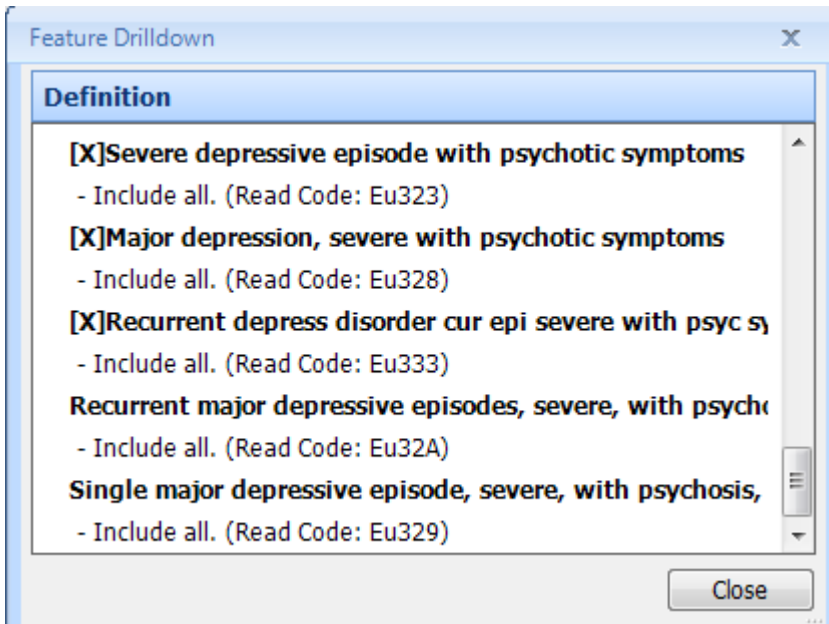 Feature Drilldown
Definition
[X]Severe depressive episode with psychotic symptoms
- Include all. (Read Code: Eu323)
[X]Major depression, severe with psychotic symptoms
- Include all. (Read Code: Eu328)
[X]Recurrent depress disorder cur epi severe with psyc
- Include all. (Read Code: Eu333)
Recurrent major depressive episodes, severe, with
- Include all. (Read Code: Eu32A)
Single major depressive episode, severe, with psychosis,
- Include all. (Read Code: Eu329)
Close